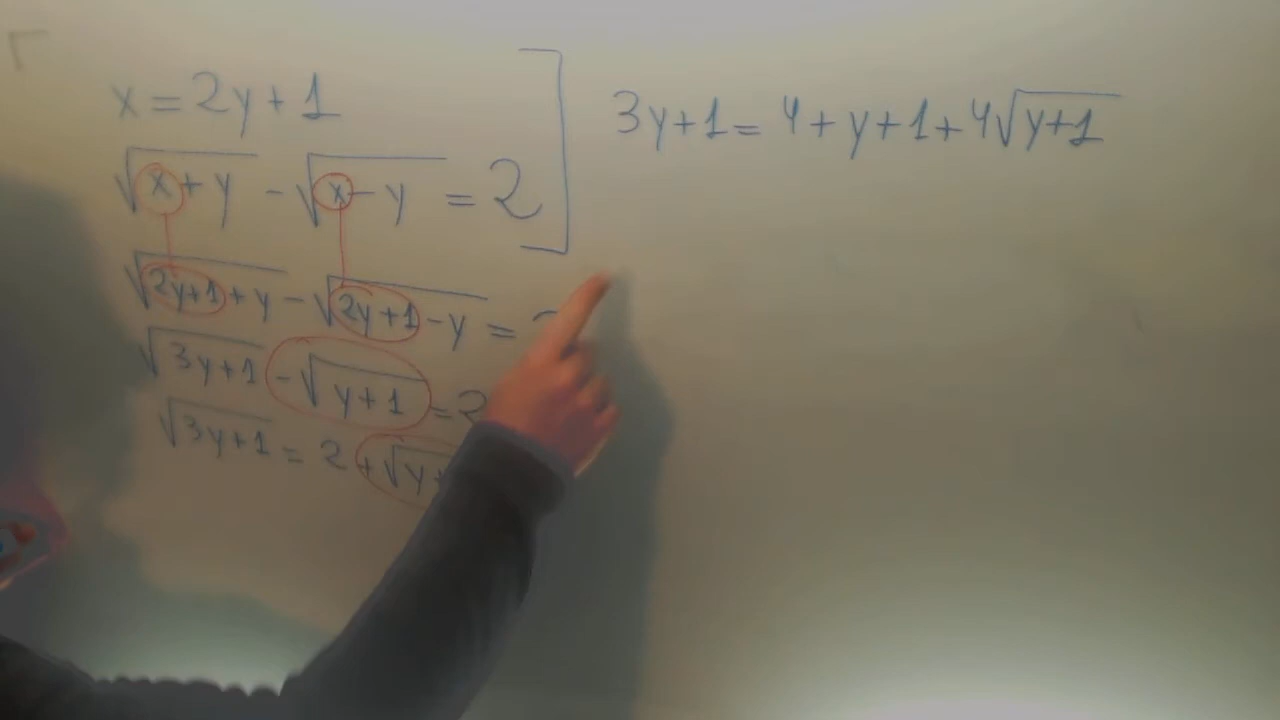 x = 2y + 1
√(x + y) - √(x - y) = 2
√(2y+1 + y) - √(2y+1 - y) =
√(3y+1) - √(y+1) = 2
√(3y+1) = 2 + √y+
3y+1 = 4 + y + 1 + 4√(y+1)